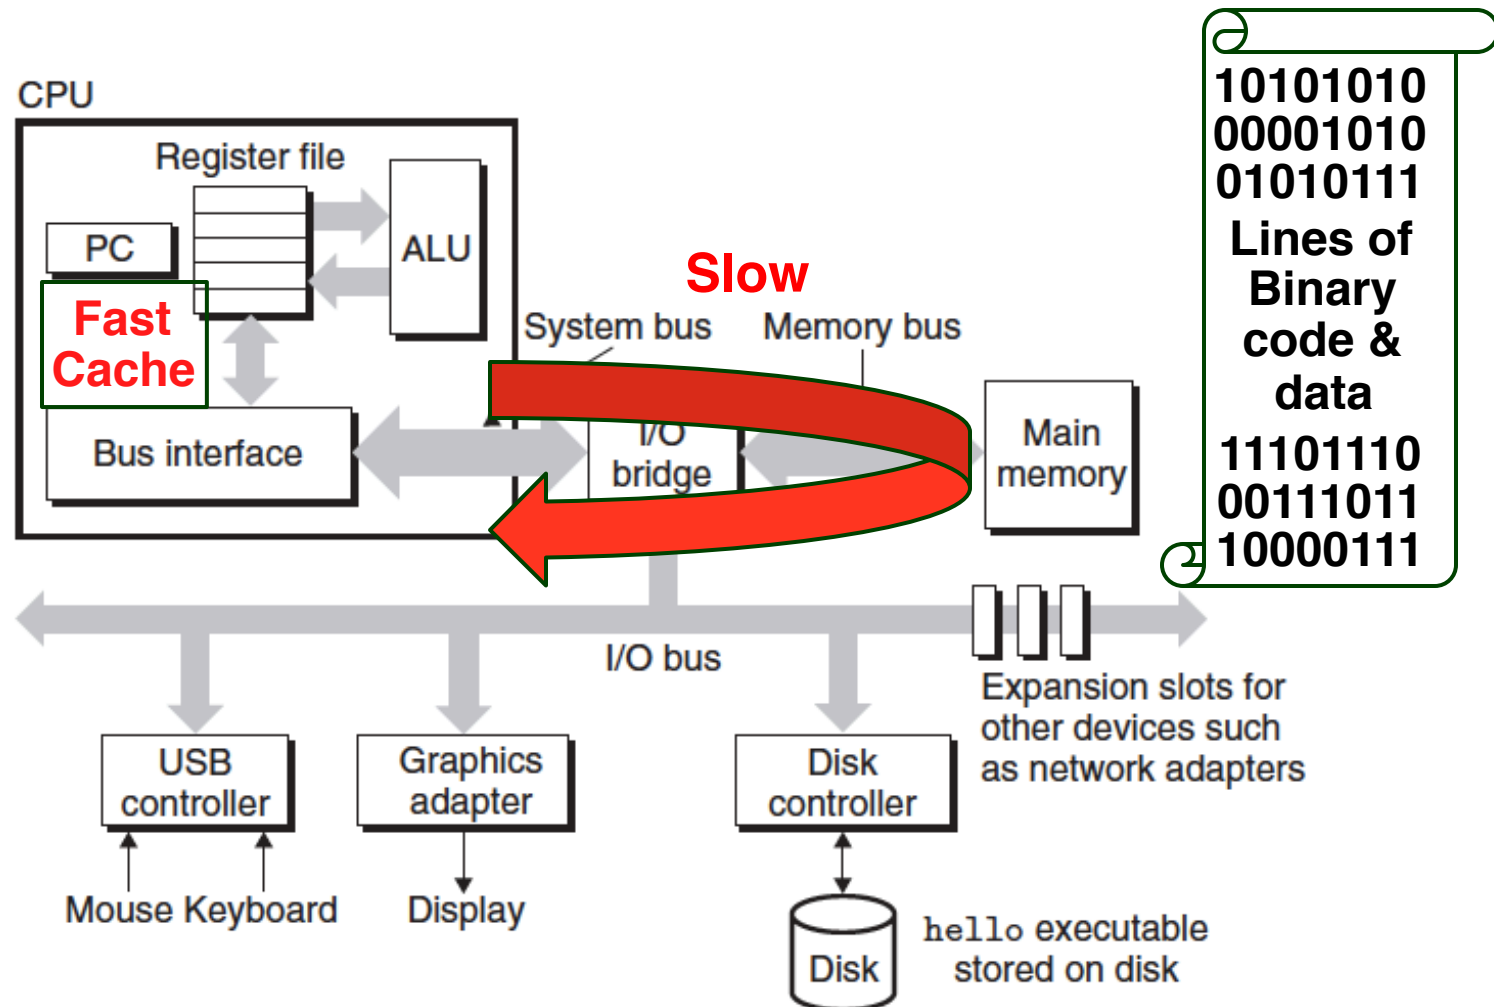 CPU
Register file
PC
ALU
Fast
Cache
Bus interface
Slow
System bus
Memory bus
I/O
bridge
Main
memory
10101010
00001010
01010111
Lines of
Binary
code &
data
11101110
00111011
10000111
I/O bus
Expansion slots for
other devices such
as network adapters
USB
controller
Graphics
adapter
Disk
controller
Mouse Keyboard
Display
Disk
hello executable
stored on disk